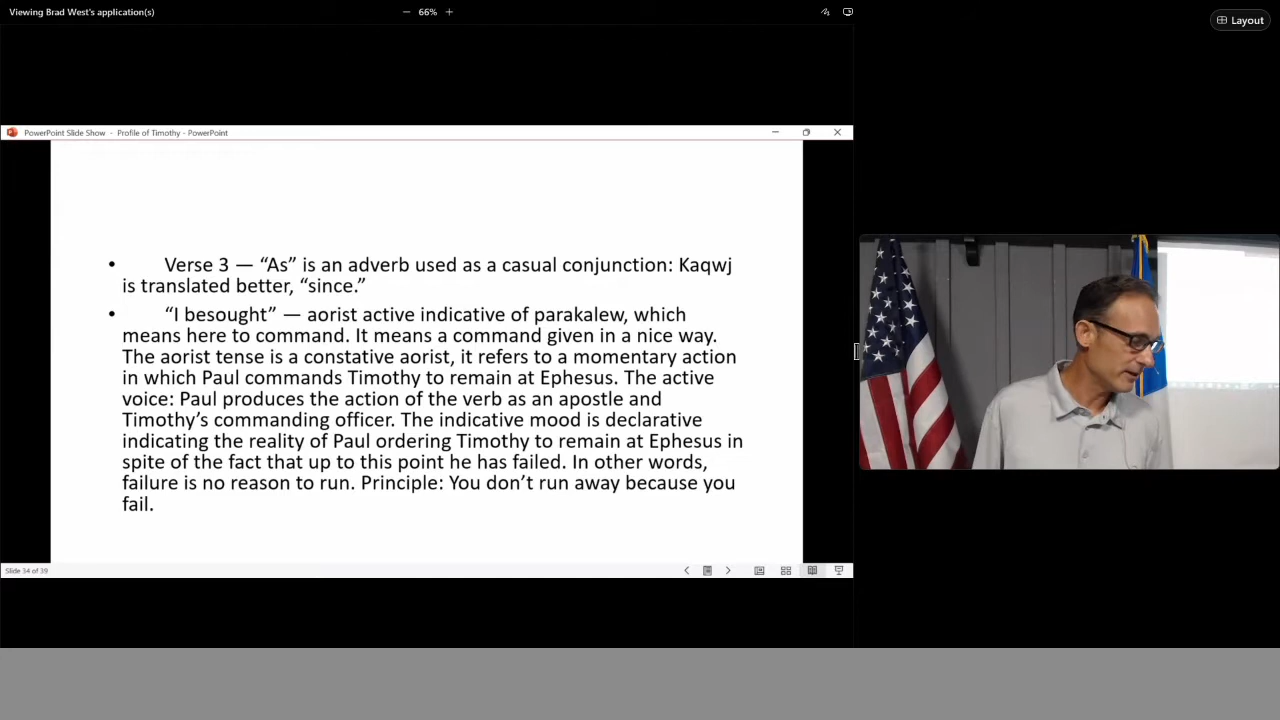 Viewing Brad West's application(s)
66%
Layout
PowerPoint Slide Show - Profile of Timothy - PowerPoint
• Verse 3 — “As” is an adverb used as a casual conjunction: Kaqwj
is translated better, “since.”
• “I besought” — aorist active indicative of parakalew, which
means here to command. It means a command given in a nice way.
The aorist tense is a constative aorist, it refers to a momentary action
in which Paul commands Timothy to remain at Ephesus. The active
voice: Paul produces the action of the verb as an apostle and
Timothy’s commanding officer. The indicative mood is declarative
indicating the reality of Paul ordering Timothy to remain at Ephesus in
spite of the fact that up to this point he has failed. In other words,
failure is no reason to run. Principle: You don’t run away because you
fail.
Slide 34 of 39